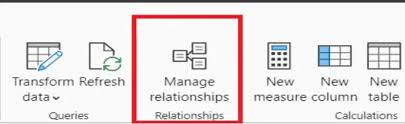 Transform data
Refresh
Manage relationships
New measure
New column
New table
Queries
Relationships
Calculations